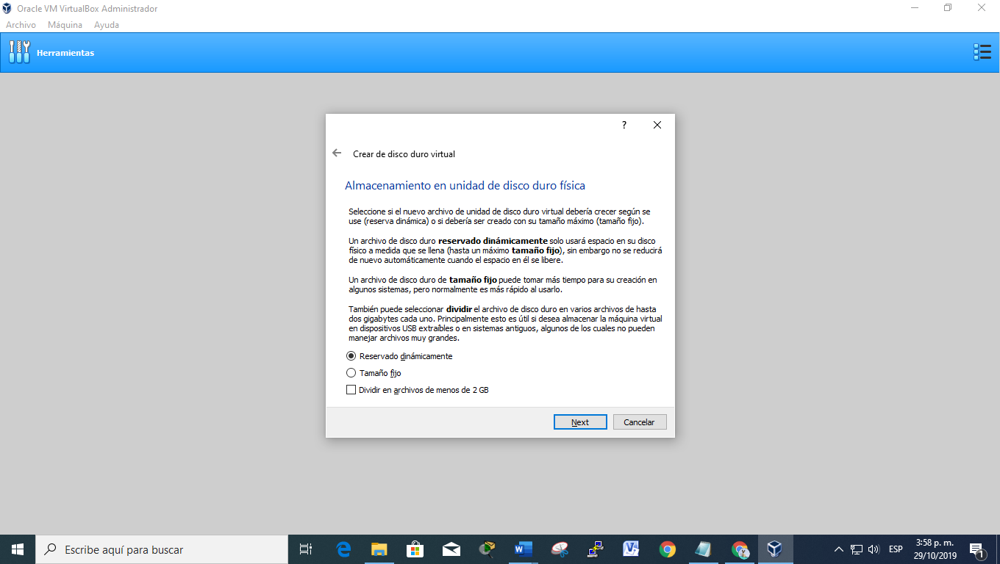 Oracle VM VirtualBox Administrador
Archivo Máquina Ayuda
Herramientas
?
Crear de disco duro virtual
Almacenamiento en unidad de disco duro física
Seleccione si el nuevo archivo de unidad de disco duro virtual debería crecer según se
use (reserva dinámica) o si debería ser creado con su tamaño máximo (tamaño fijo).
Un archivo de disco duro reservado dinámicamente solo usará espacio en su disco
físico a medida que se llena (hasta un máximo tamaño fijo), sin embargo no se reducirá
de nuevo automáticamente cuando el espacio en él se libere.
Un archivo de disco duro de tamaño fijo puede tomar más tiempo para su creación en
algunos sistemas, pero normalmente es más rápido al usarlo.
También puede seleccionar dividir el archivo de disco duro en varios archivos de hasta
dos gigabytes cada uno. Principalmente esto es útil si desea almacenar la máquina virtual
en dispositivos USB extraíbles o en sistemas antiguos, algunos de los cuales no pueden
manejar archivos muy grandes.
Reservado dinámicamente
Tamaño fijo
Dividir en archivos de menos de 2 GB
Next Cancelar
Escribe aquí para buscar
ESP
3:58 p. m.
29/10/2019
1